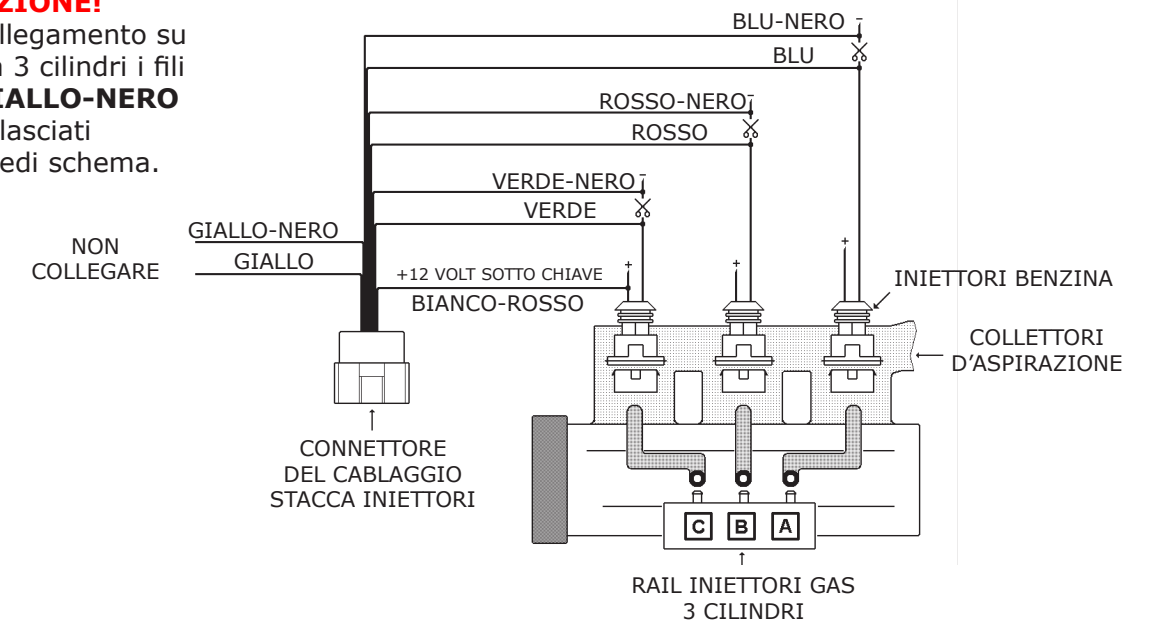 ZIONE!
llegamento su
3 cilindri i fili
IALLO-NERO
lasciati
edi schema.
BLU-NERO -
BLU
ROSSO-NERO -
ROSSO
VERDE-NERO -
VERDE
GIALLO-NERO
GIALLO
NON
COLLEGARE
+12 VOLT SOTTO CHIAVE
BIANCO-ROSSO
+
+
+
INIETTORI BENZINA
COLLETTORI
D'ASPIRAZIONE
CONNETTORE
DEL CABLAGGIO
STACCA INIETTORI
C B A
RAIL INIETTORI GAS
3 CILINDRI